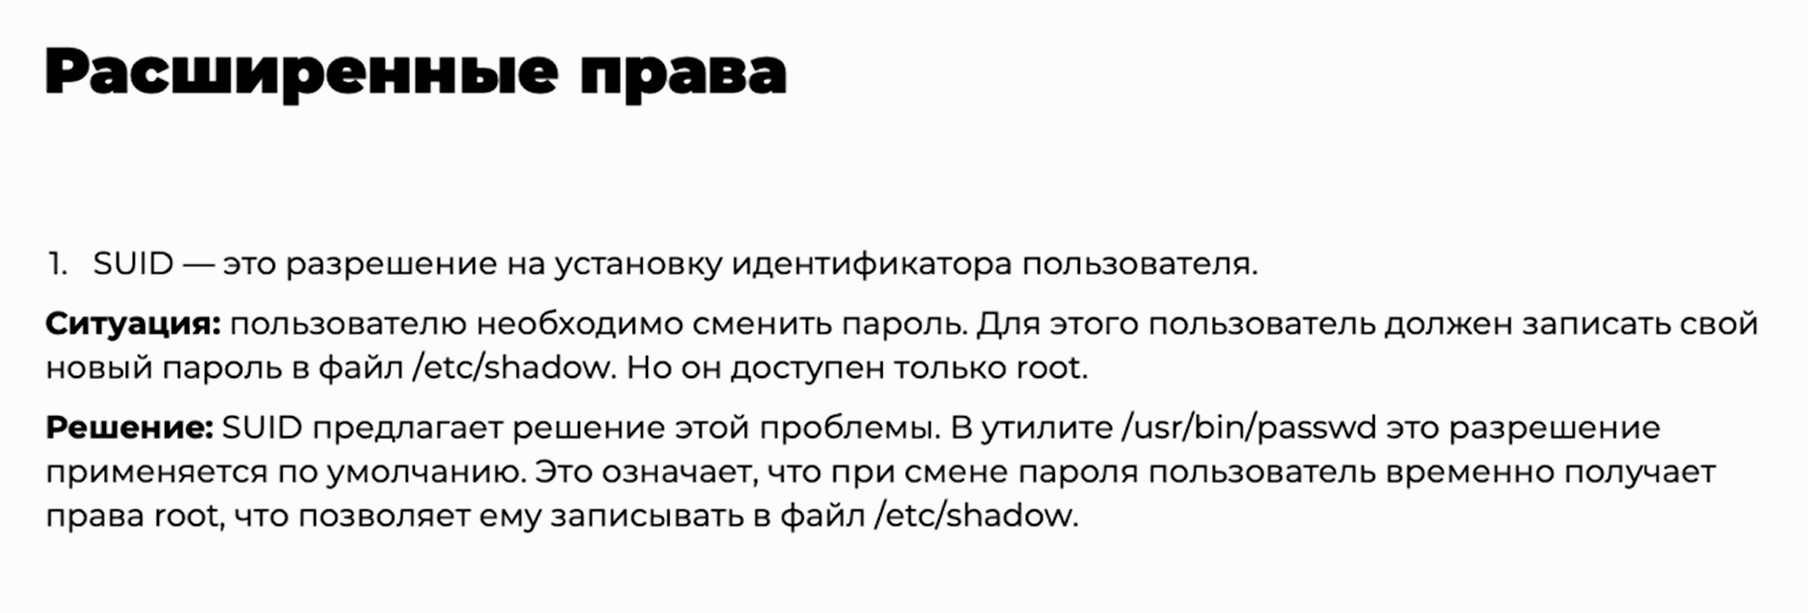 Расширенные права
1. SUID — это разрешение на установку идентификатора пользователя.
Ситуация: пользователю необходимо сменить пароль. Для этого пользователь должен записать свой
новый пароль в файл /etc/shadow. Но он доступен только root.
Решение: SUID предлагает решение этой проблемы. В утилите /usr/bin/passwd это разрешение
применяется по умолчанию. Это означает, что при смене пароля пользователь временно получает
права root, что позволяет ему записывать в файл /etc/shadow.